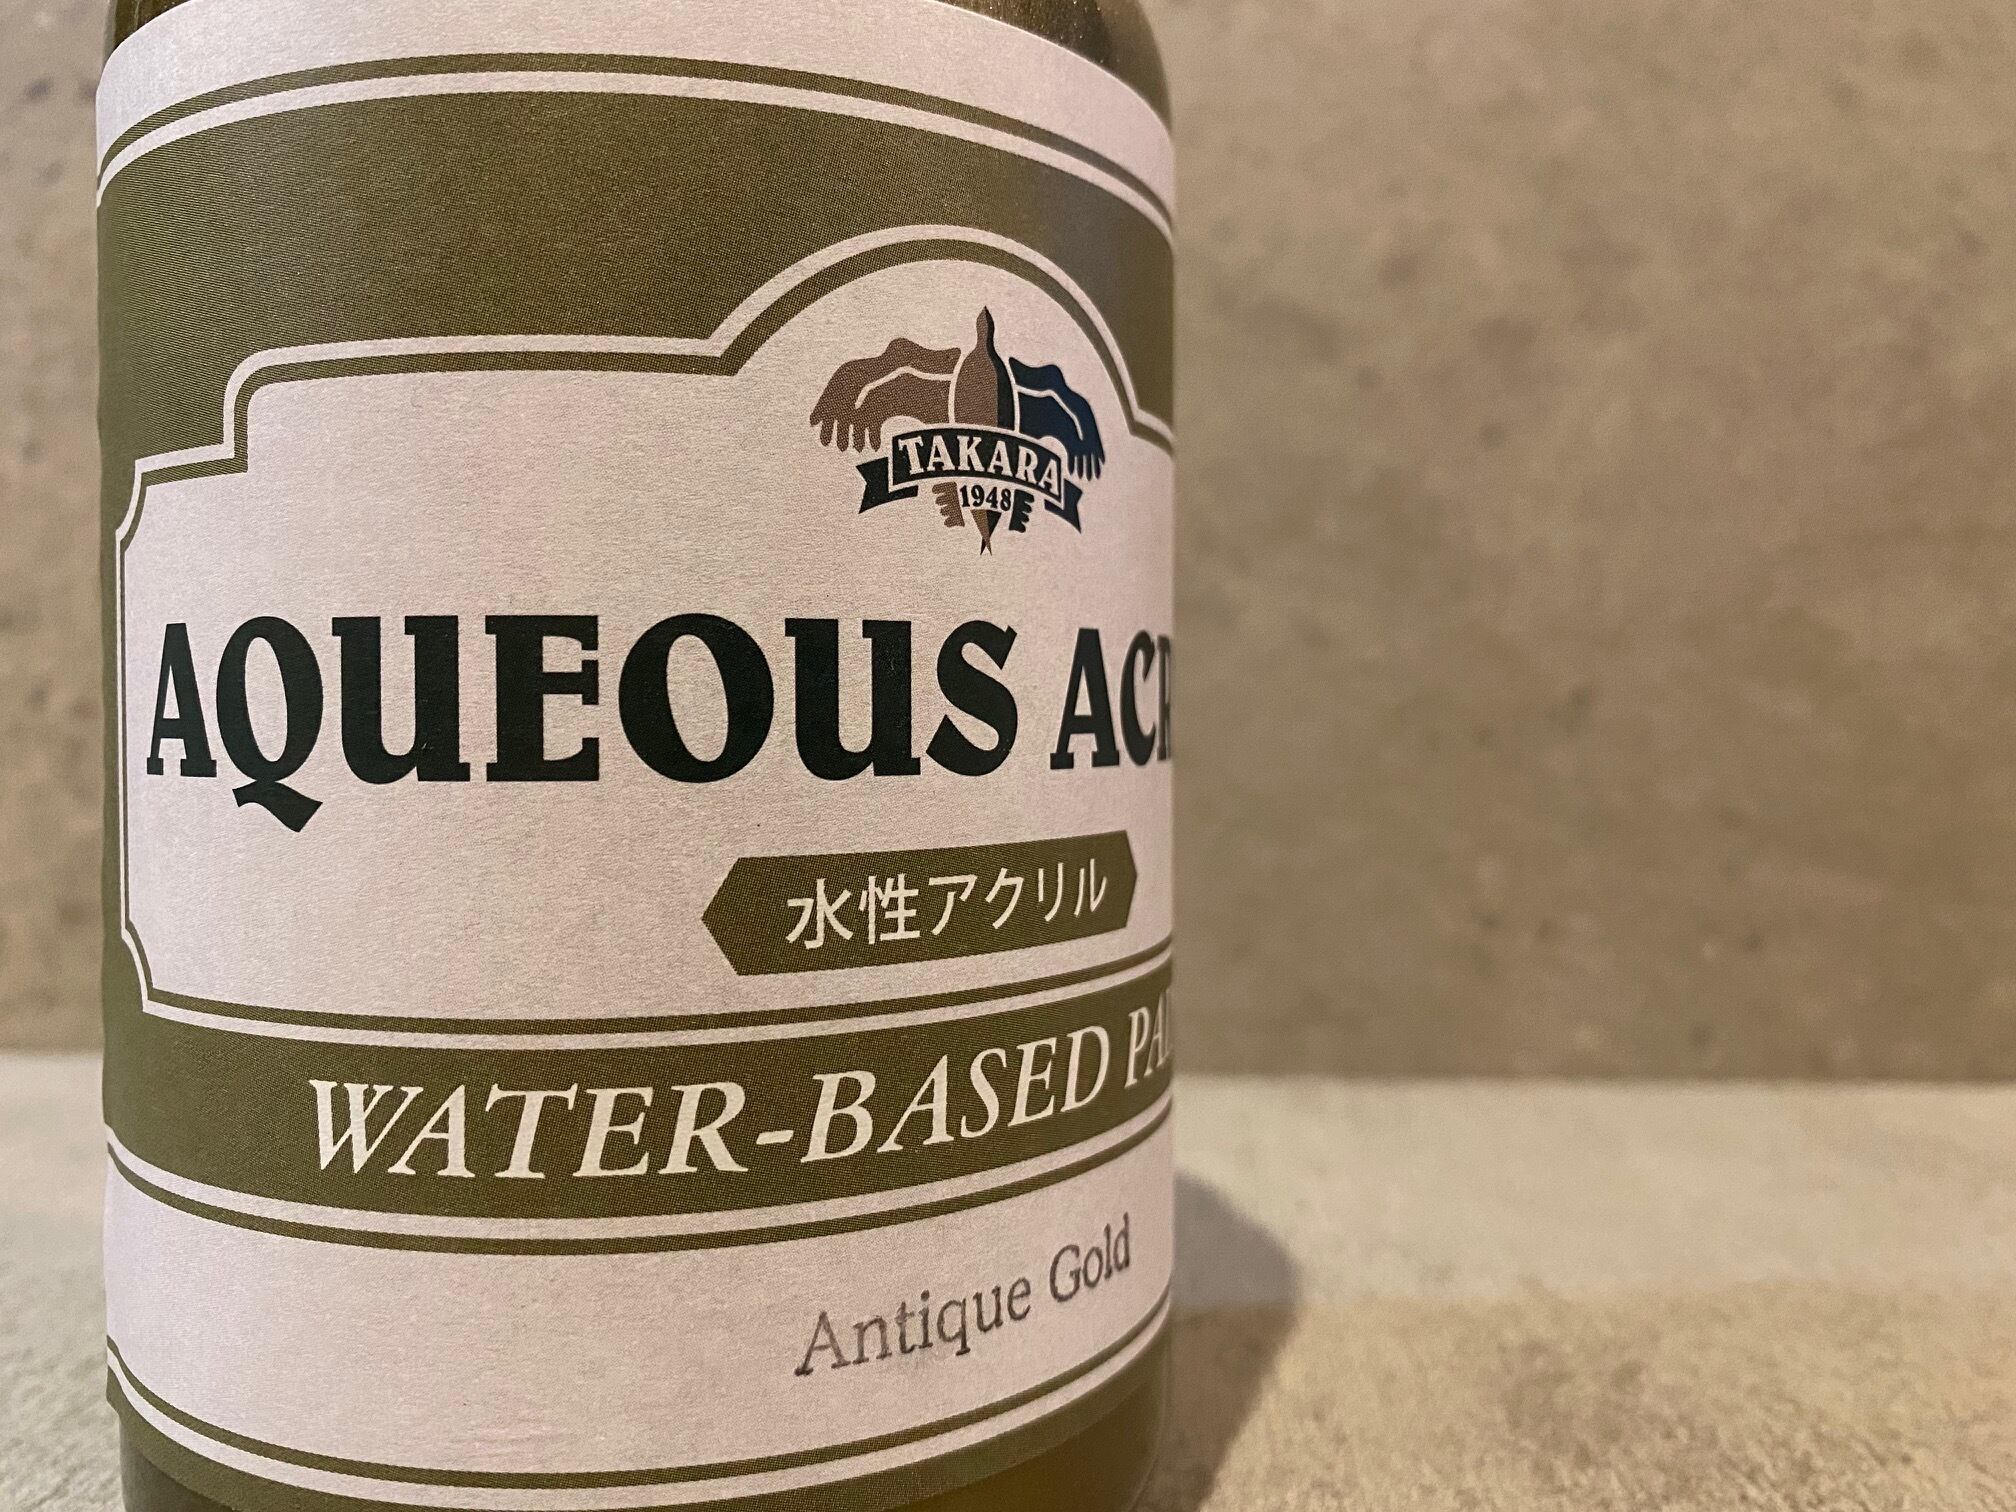 TAKARA
1948
AQUEOUS ACR
水性アクリル
WATER-BASED PA
Antique Gold